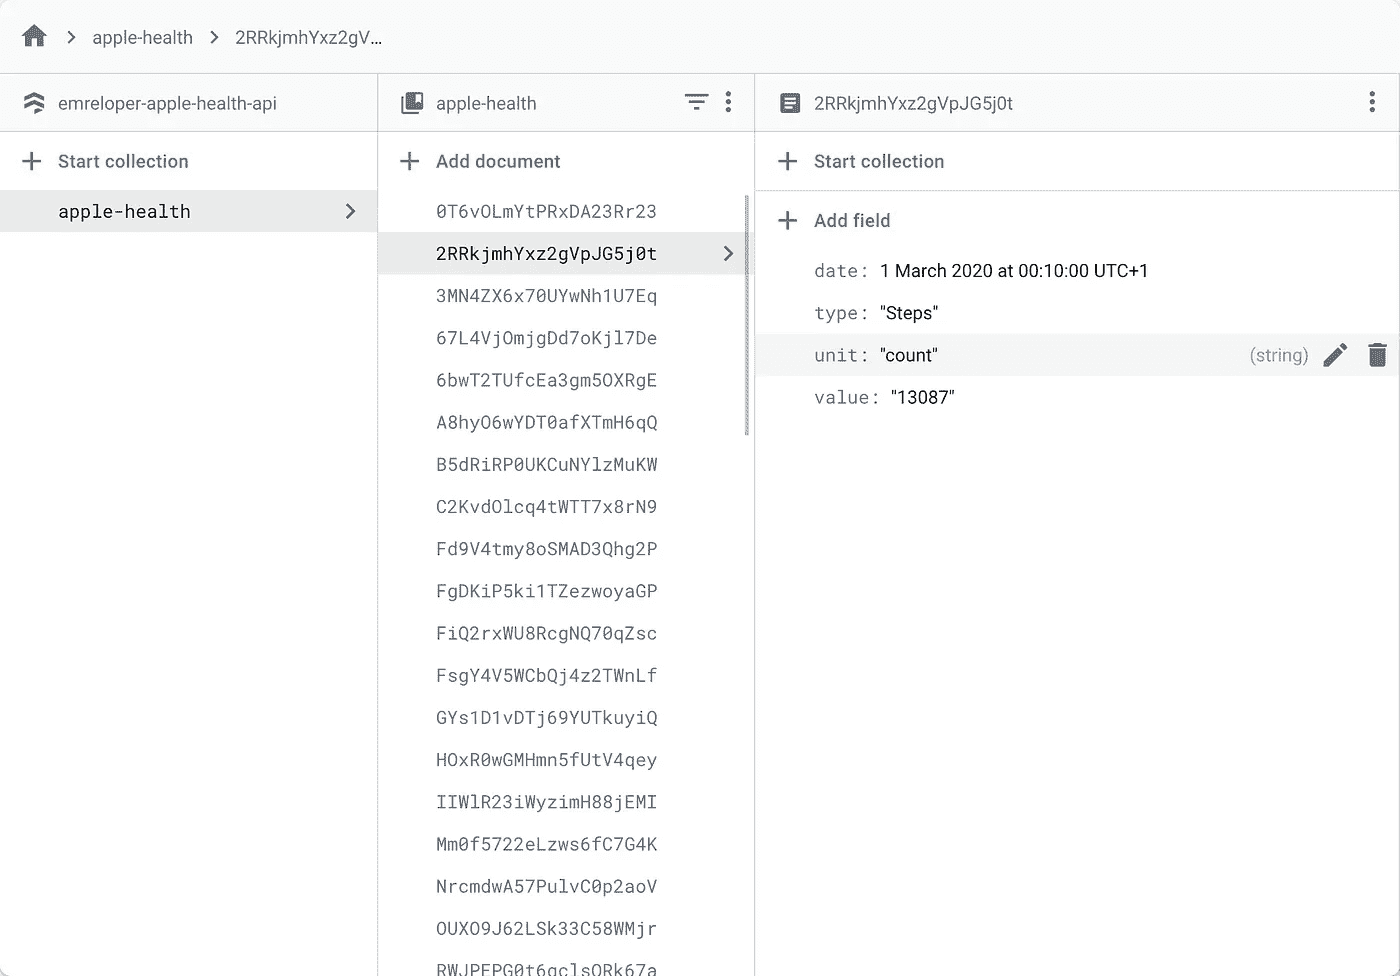 apple-health
2RRkjmhYxz2gV...
emreloper-apple-health-api
Start collection
apple-health
apple-health
Add document
0T6vOLmYtPRxDA23Rr23
2RRkjmhYxz2gVpJG5j0t
3MN4ZX6x70UYwNh1U7Eq
67L4VjOmjgDd7oKjl7De
6bwT2TUfcEa3gm5OXRgE
A8hyO6wYDT0afXTmH6qQ
B5dRiRP0UKCuNYlzMuKW
C2KvdOlcq4tWTT7x8rN9
Fd9V4tmy8oSMAD3Qhg2P
FgDKiP5ki1TZezwoyaGP
FiQ2rxWU8RcgNQ70qZsc
FsgY4V5WCbQj4z2TWnLf
GYs1D1vDTj69YUTkuyiQ
HOxR0wGMHmn5fUtV4qey
IIWlR23iWyzimH88jEMI
Mm0f5722eLzws6fC7G4K
NrcmdwA57PulvC0p2aoV
OUXO9J62LSk33C58WMjr
2RRkjmhYxz2gVpJG5j0t
Start collection
Add field
date: 1 March 2020 at 00:10:00 UTC+1
type: "Steps"
unit: "count" (string)
value: "13087"